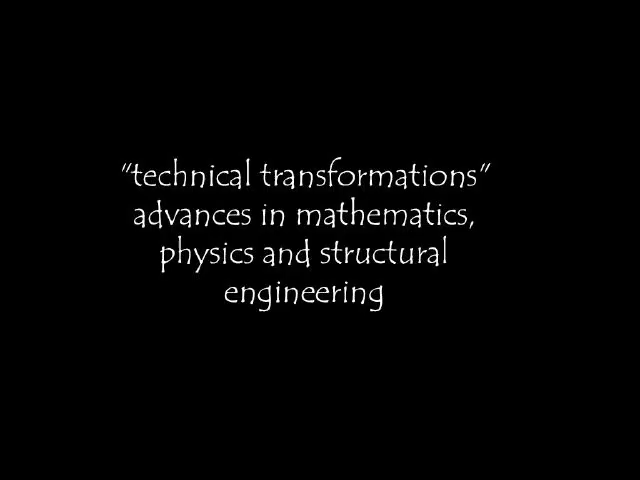 "technical transformations"
advances in mathematics,
physics and structural
engineering